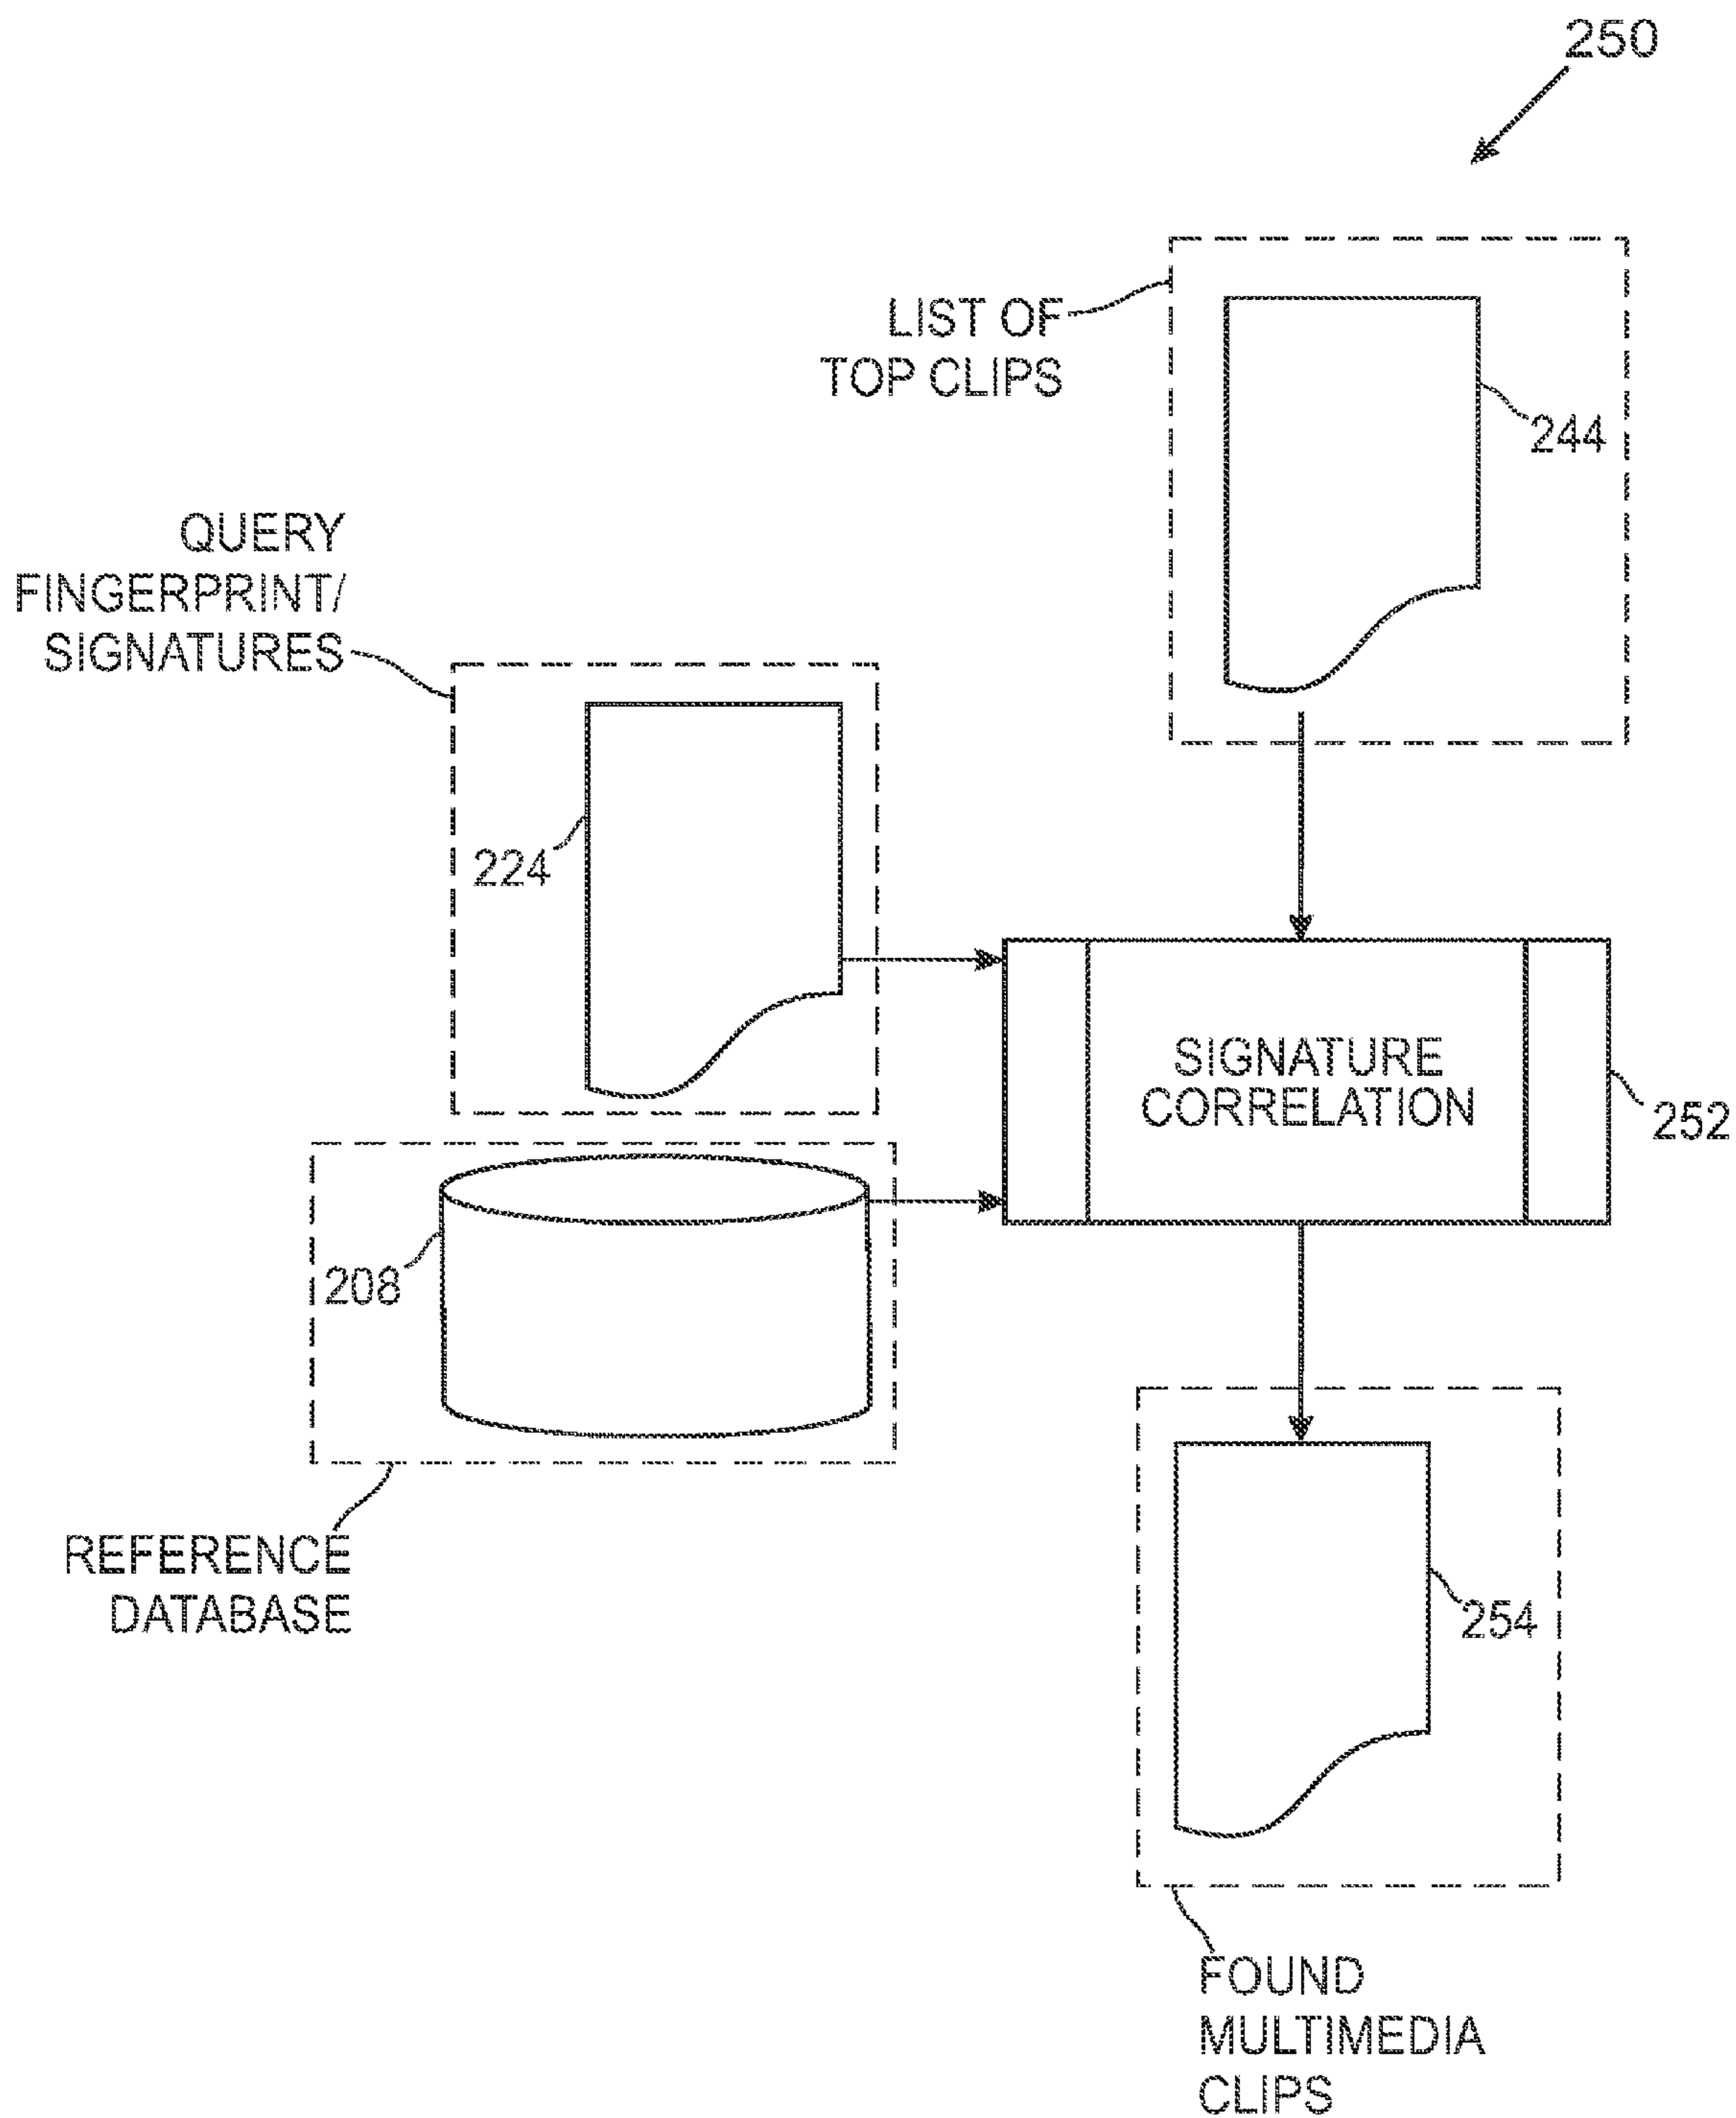 250
LIST OF
TOP CLIPS
244
QUERY
FINGERPRINT/
SIGNATURES
224
SIGNATURE
CORRELATION
252
208
REFERENCE
DATABASE
254
FOUND
MULTIMEDIA
CLIPS